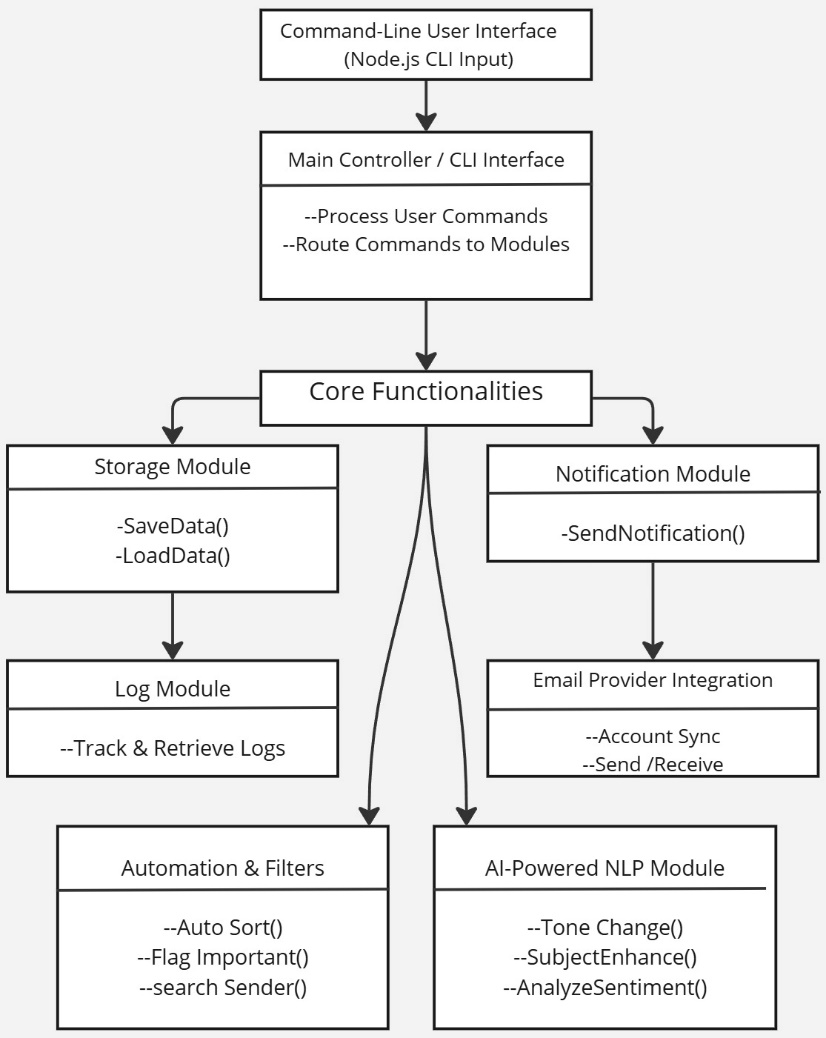 Command-Line User Interface
(Node.js CLI Input)
Main Controller / CLI Interface
--Process User Commands
--Route Commands to Modules
Core Functionalities
Storage Module
-SaveData()
-LoadData()
Notification Module
-SendNotification()
Log Module
--Track & Retrieve Logs
Email Provider Integration
--Account Sync
--Send /Receive
Automation & Filters
--Auto Sort()
--Flag Important()
--search Sender()
AI-Powered NLP Module
--Tone Change()
--SubjectEnhance()
--AnalyzeSentiment()